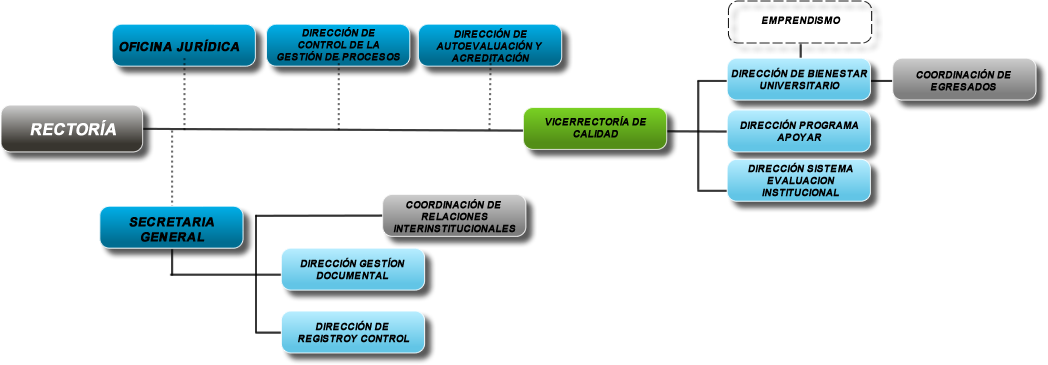 EMPRENDISMO
OFICINA JURÍDICA
DIRECCIÓN DE
CONTROL DE LA
GESTIÓN DE PROCESOS
DIRECCIÓN DE
AUTOEVALUACIÓN Y
ACREDITACIÓN
DIRECCIÓN DE BIENESTAR
UNIVERSITARIO
COORDINACIÓN DE
EGRESADOS
RECTORÍA
VICERRECTORÍA DE
CALIDAD
DIRECCIÓN PROGRAMA
APOYAR
DIRECCIÓN SISTEMA
EVALUACION
INSTITUCIONAL
SECRETARIA
GENERAL
COORDINACIÓN DE
RELACIONES
INTERINSTITUCIONALES
DIRECCIÓN GESTÍON
DOCUMENTAL
DIRECCIÓN DE
REGISTROY CONTROL